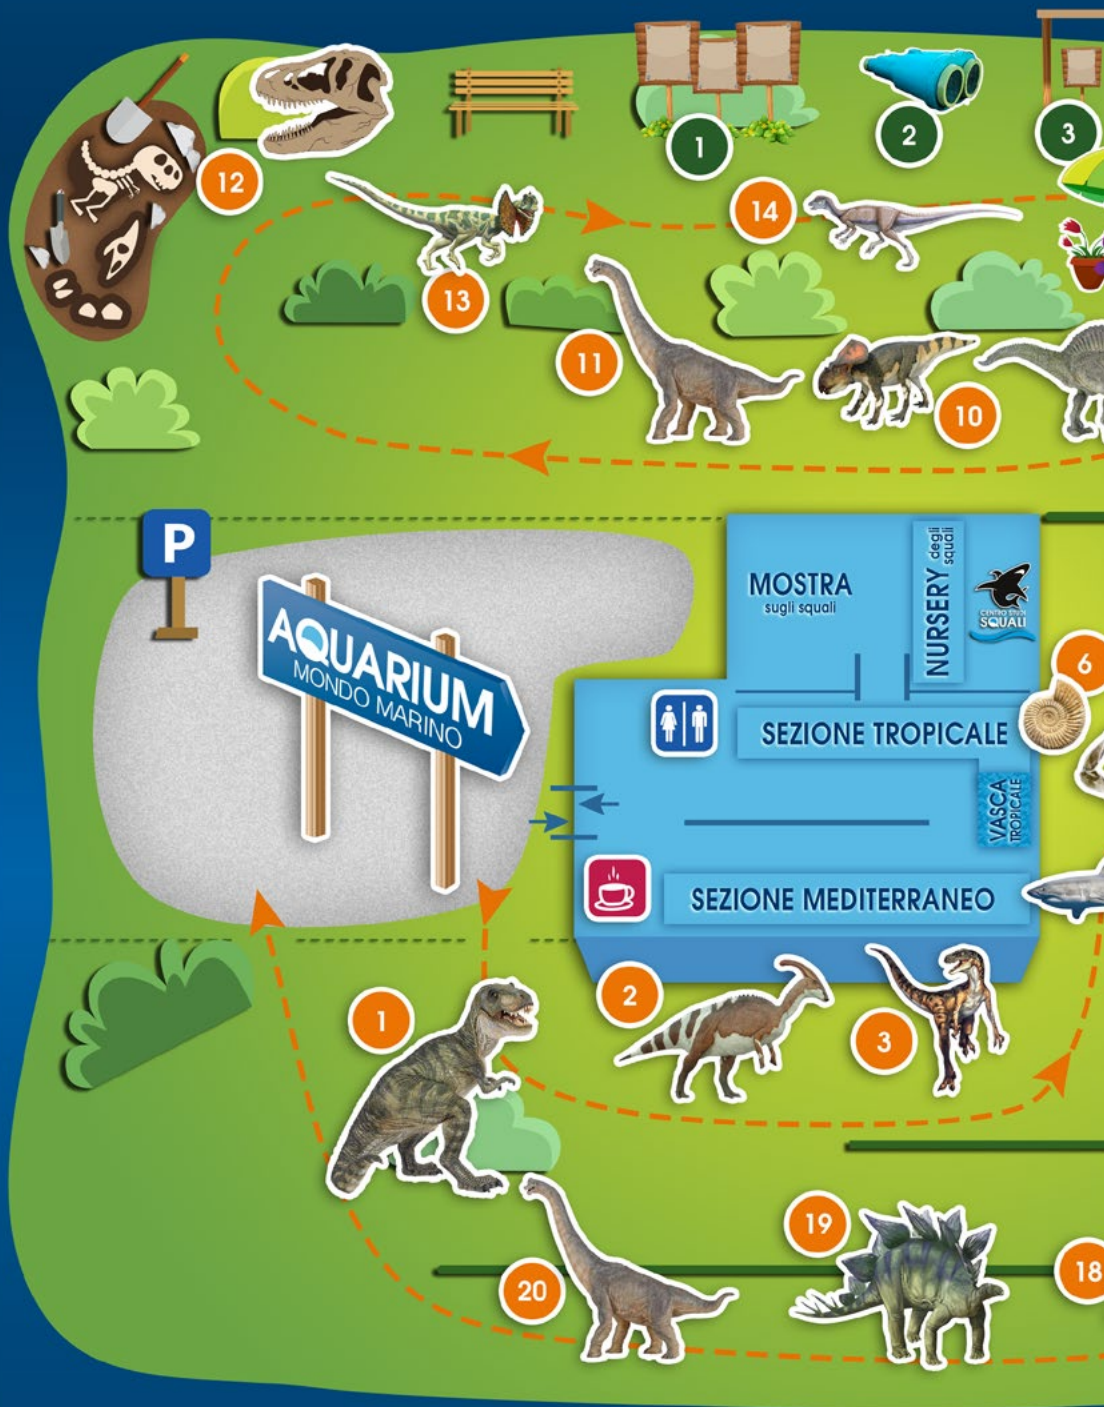 1
2
3
12
14
13
11
10
P
AQUARIUM
MONDO MARINO
MOSTRA
sugli squali
NURSERY degli
squali
CENTRO STUDI
SQUALI
6
SEZIONE TROPICALE
VASCA
TROPICALE
SEZIONE MEDITERRANEO
1
2
3
19
20
18